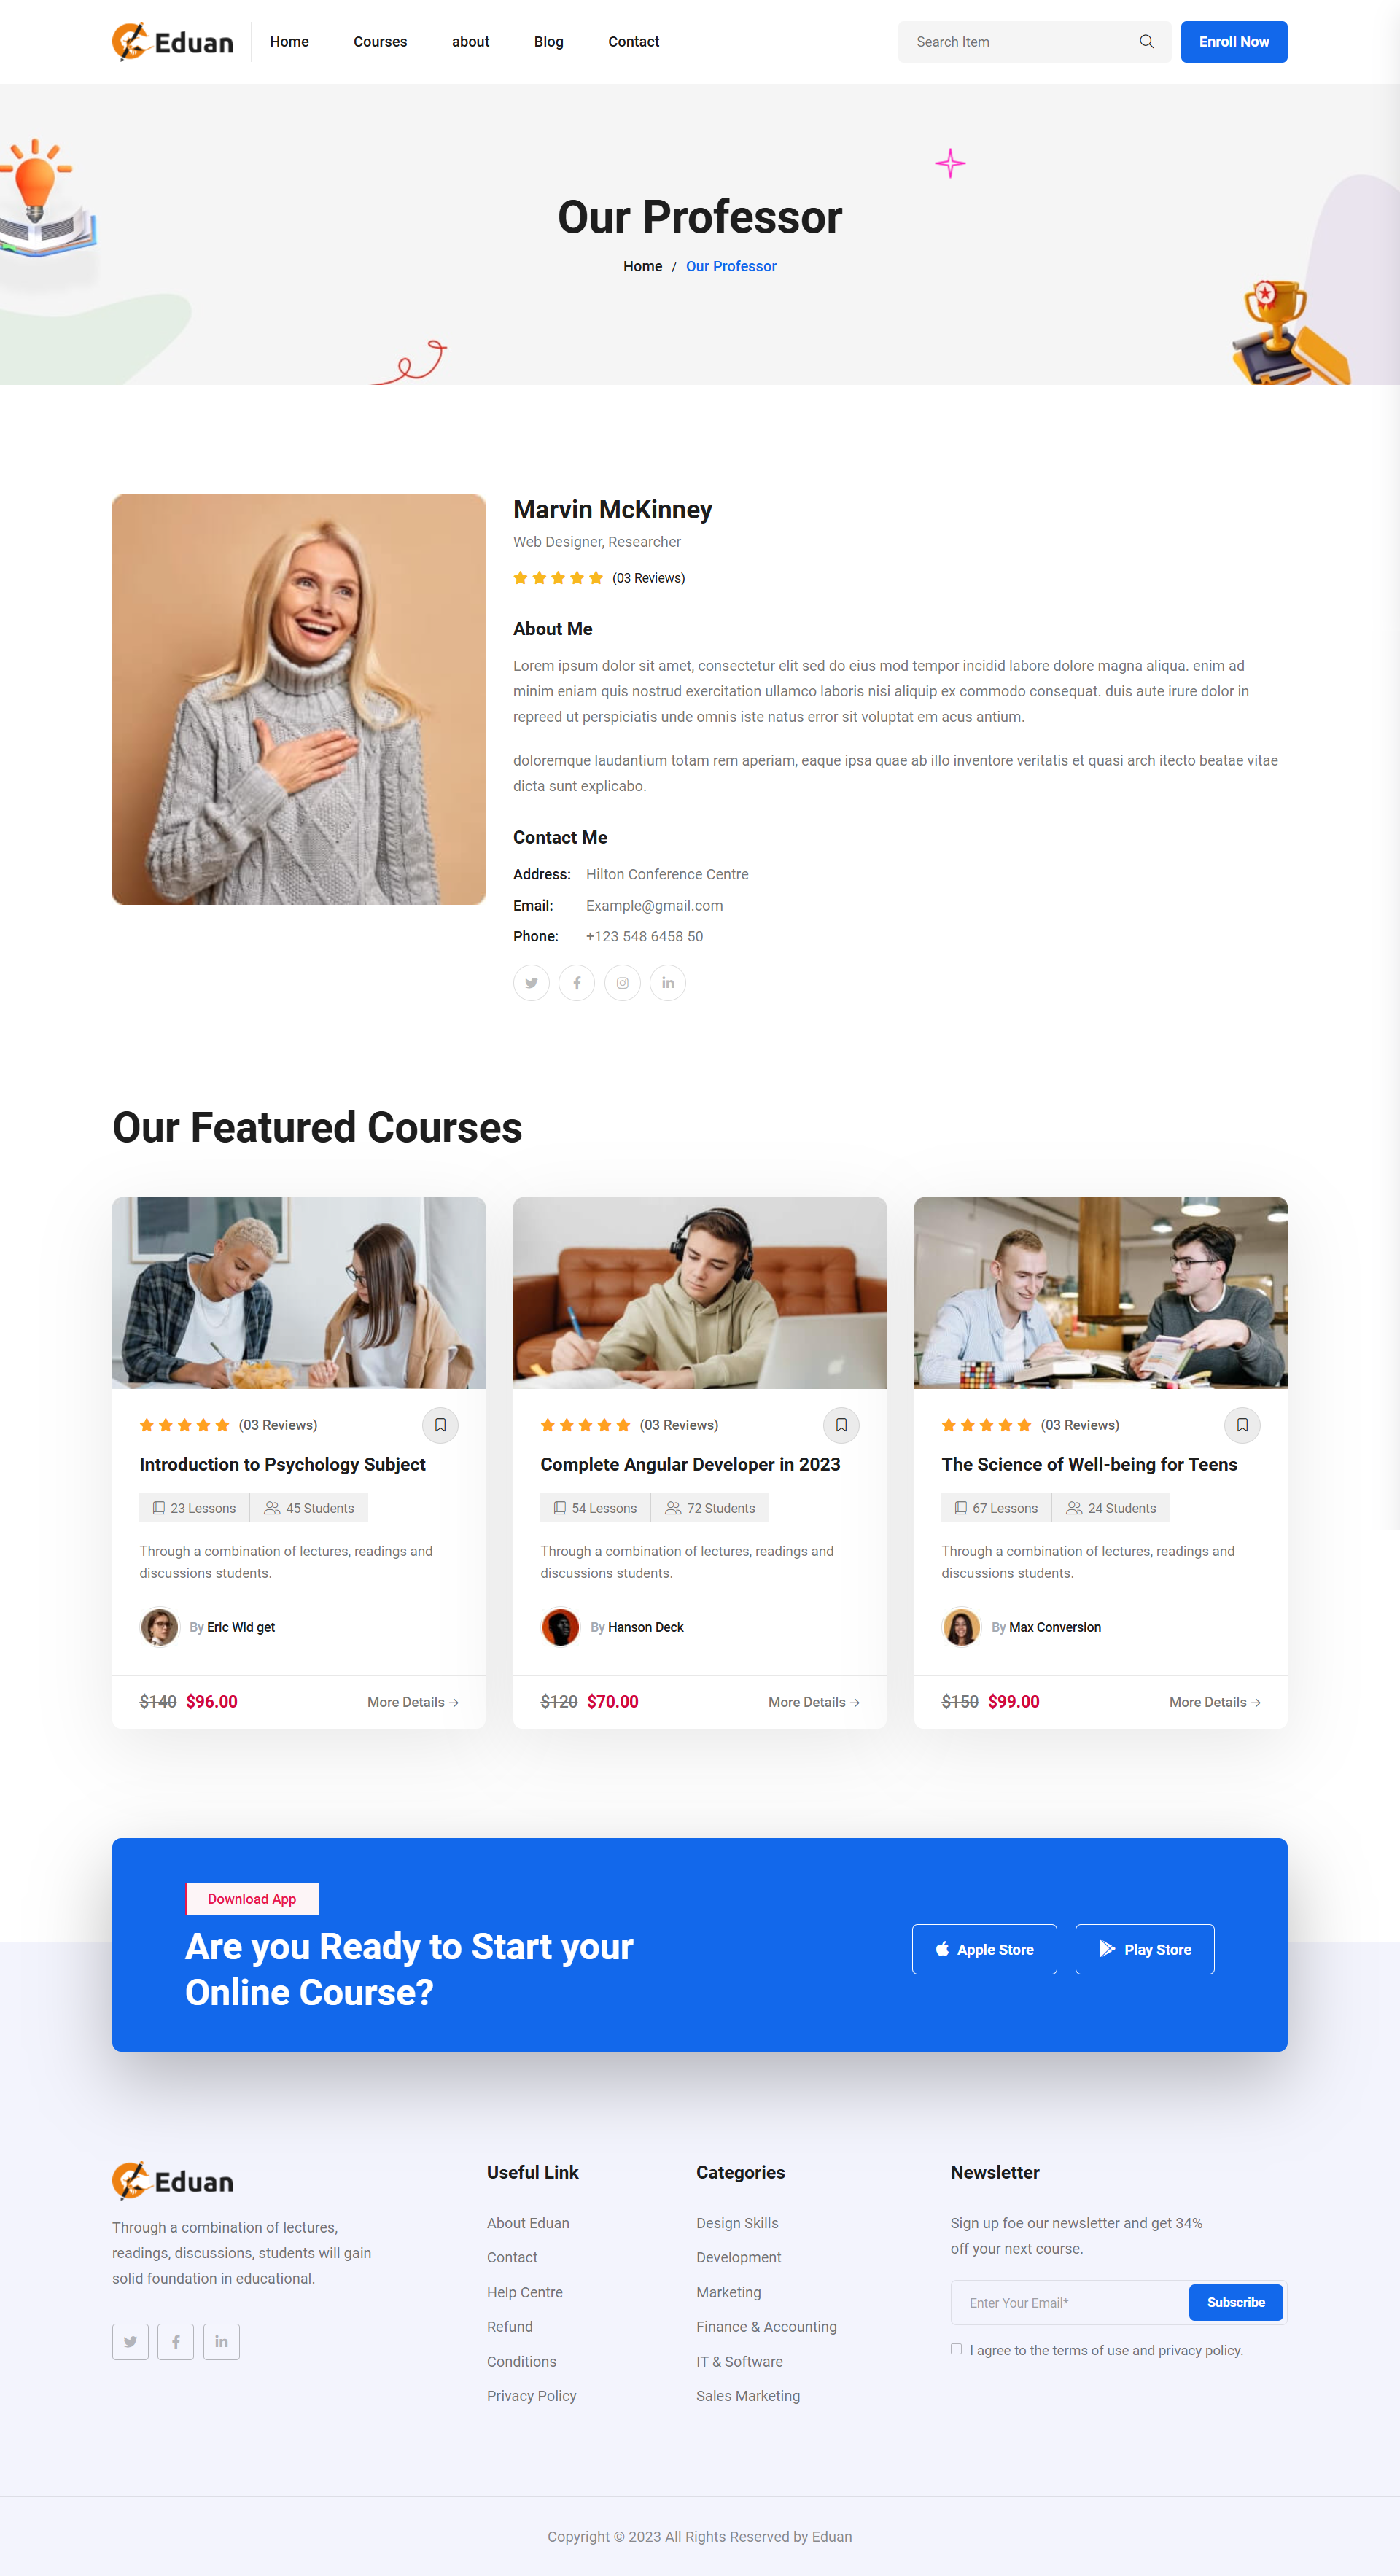 Eduan
Home Courses about Blog Contact
Search Item
Enroll Now
Our Professor
Home / Our Professor
Marvin McKinney
Web Designer, Researcher
(03 Reviews)
About Me
Lorem ipsum dolor sit amet, consectetur elit sed do eius mod tempor incidid labore dolore magna aliqua. enim ad
minim eniam quis nostrud exercitation ullamco laboris nisi aliquip ex commodo consequat. duis aute irure dolor in
repreed ut perspiciatis unde omnis iste natus error sit voluptat em acus antium.
doloremque laudantium totam rem aperiam, eaque ipsa quae ab illo inventore veritatis et quasi arch itecto beatae vitae
dicta sunt explicabo.
Contact Me
Address: Hilton Conference Centre
Email: Example@gmail.com
Phone: +123 548 6458 50
Our Featured Courses
(03 Reviews)
Introduction to Psychology Subject
23 Lessons 45 Students
Through a combination of lectures, readings and
discussions students.
By Eric Wid get
$140 $96.00 More Details →
(03 Reviews)
Complete Angular Developer in 2023
54 Lessons 72 Students
Through a combination of lectures, readings and
discussions students.
By Hanson Deck
$120 $70.00 More Details →
(03 Reviews)
The Science of Well-being for Teens
67 Lessons 24 Students
Through a combination of lectures, readings and
discussions students.
By Max Conversion
$150 $99.00 More Details →
Download App
Are you Ready to Start your
Online Course?
Apple Store
Play Store
Eduan
Through a combination of lectures,
readings, discussions, students will gain
solid foundation in educational.
Useful Link
About Eduan
Contact
Help Centre
Refund
Conditions
Privacy Policy
Categories
Design Skills
Development
Marketing
Finance & Accounting
IT & Software
Sales Marketing
Newsletter
Sign up foe our newsletter and get 34%
off your next course.
Enter Your Email*
Subscribe
I agree to the terms of use and privacy policy.
Copyright © 2023 All Rights Reserved by Eduan